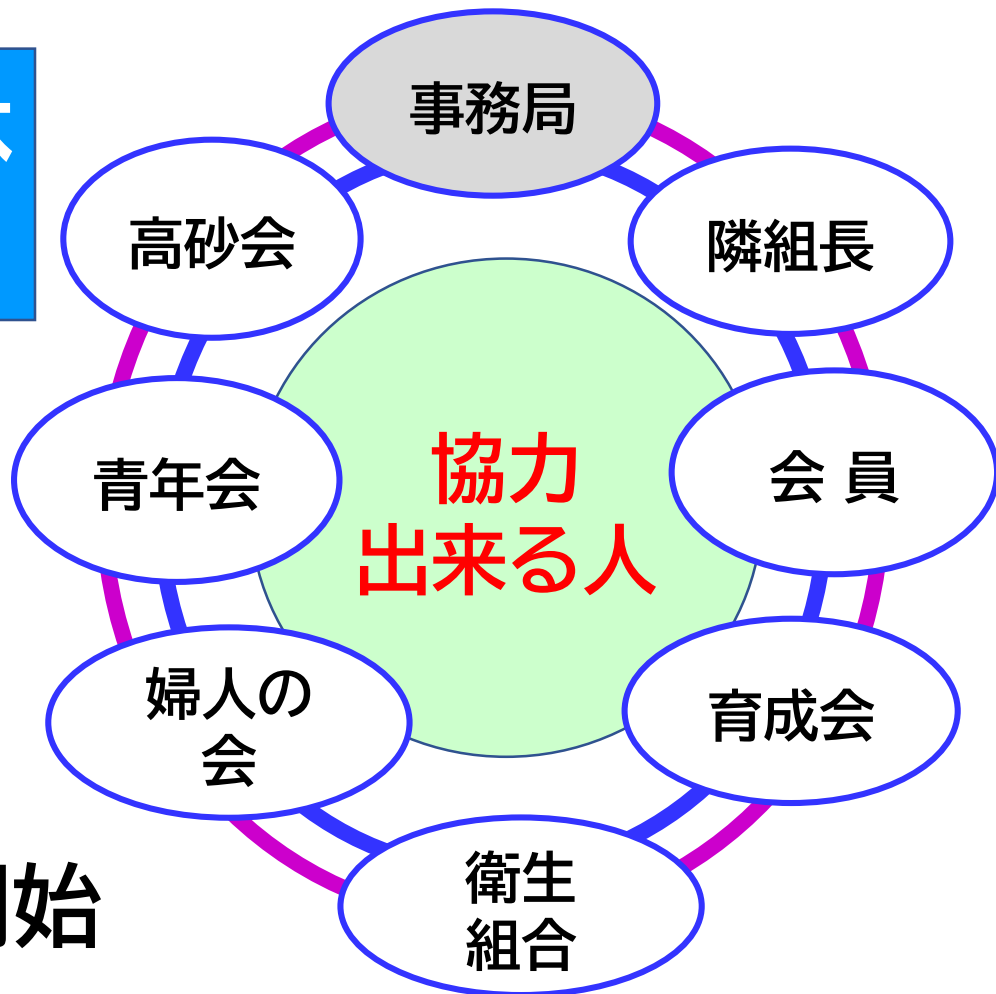 事務局
高砂会
隣組長
青年会
会 員
協力
出来る人
婦人の
会
育成会
衛生
組合
始